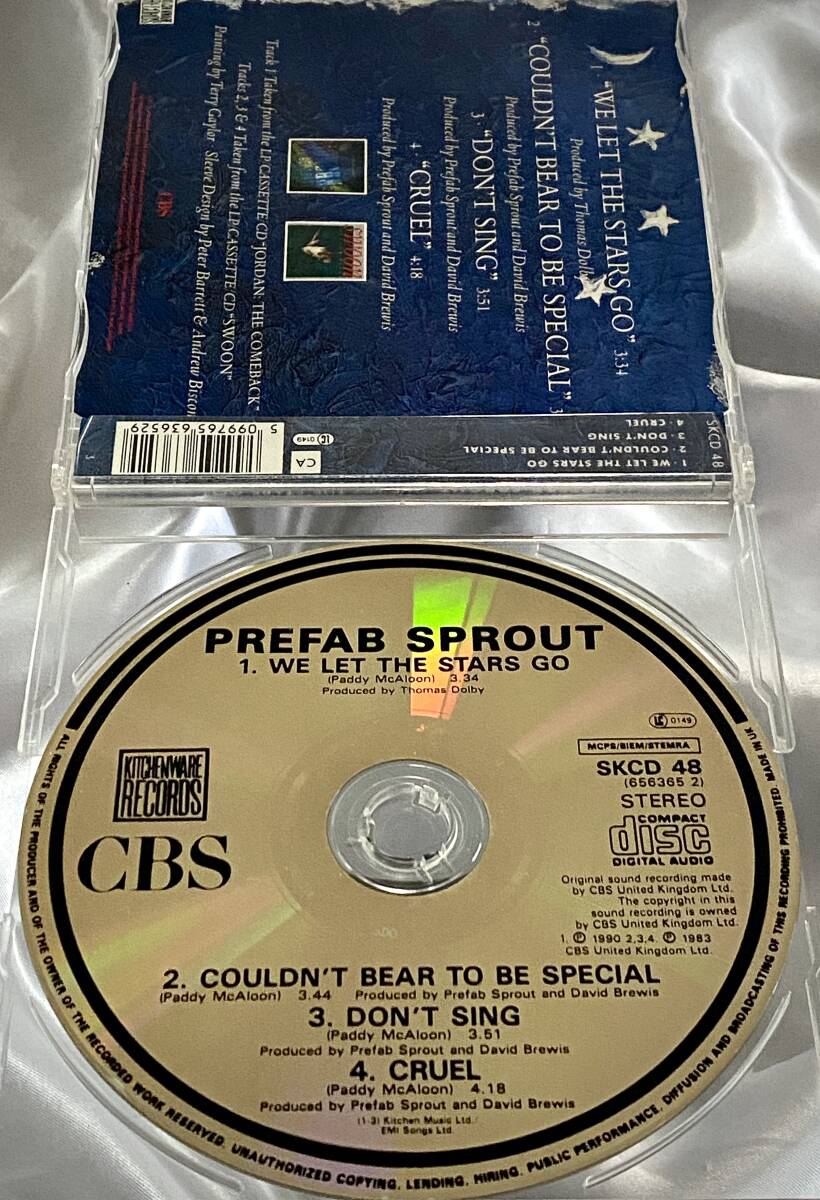 1. "WE LET THE STARS GO" 3:34
Produced by Thomas Dolby
2 "COULDN'T BEAR TO BE SPECIAL" 3
Produced by Prefab Sprout and David Brewis
3 "DON'T SING" 3:51
Produced by Prefab Sprout and David Brewis
4 "CRUEL" 4:18
Produced by Prefab Sprout and David Brewis
SWOON
Track 1 Taken from the LP/CASSETTE/CD "JORDAN: THE COMEBACK"
Tracks 2, 3 & 4 Taken from the LP/CASSETTE/CD "SWOON"
Painting by Terry Gaylor Sleeve Design by Peter Barrett & Andrew Biscom
CBS
SKCD 48
1 · WE LET THE STARS GO
2 · COULDN'T BEAR TO BE SPECIAL
3 · DON'T SING
4 · CRUEL
CA
LC 0149
5 099765 636529
3
PREFAB SPROUT
1. WE LET THE STARS GO
(Paddy McAloon) 3.34
Produced by Thomas Dolby
LC 0149
MCPS/BIEM/STEMRA
SKCD 48
(656365 2)
STEREO
COMPACT
disc
DIGITAL AUDIO
KITCHENWARE
RECORDS
CBS
Original sound recording made
by CBS United Kingdom Ltd.
The copyright in this
sound recording is owned
by CBS United Kingdom Ltd.
1. Ⓟ 1990 2,3,4. Ⓟ 1983
CBS United Kingdom Ltd.
2. COULDN'T BEAR TO BE SPECIAL
(Paddy McAloon) 3.44 Produced by Prefab Sprout and David Brewis
3. DON'T SING
(Paddy McAloon) 3.51
Produced by Prefab Sprout and David Brewis
4. CRUEL
(Paddy McAloon) 4.18
Produced by Prefab Sprout and David Brewis
(1-3) Kitchen Music Ltd./
EMI Songs Ltd.
ALL RIGHTS OF THE PRODUCER AND OF THE OWNER OF THE RECORDED WORK RESERVED. UNAUTHORIZED COPYING, LENDING, HIRING, PUBLIC PERFORMANCE, DIFFUSION AND BROADCASTING OF THIS RECORDING PROHIBITED. MADE IN UK